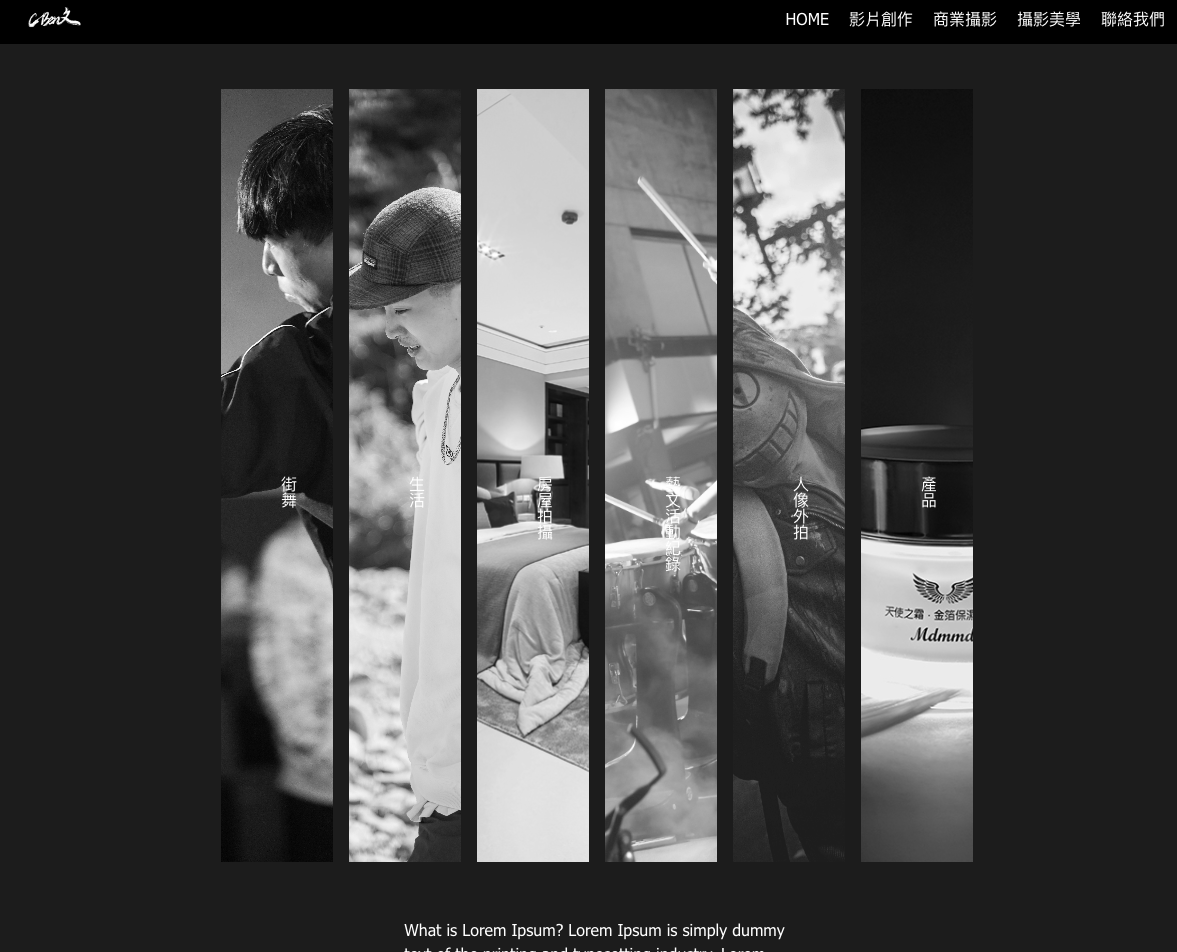 C Ben文
HOME 影片創作 商業攝影 攝影美學 聯絡我們
街舞
生活
房屋拍攝
藝文活動紀錄
人像外拍
產品
天使之霜·金箔保濕
Mdmmd
What is Lorem Ipsum? Lorem Ipsum is simply dummy
text of the printing and typesetting industry. Lorem